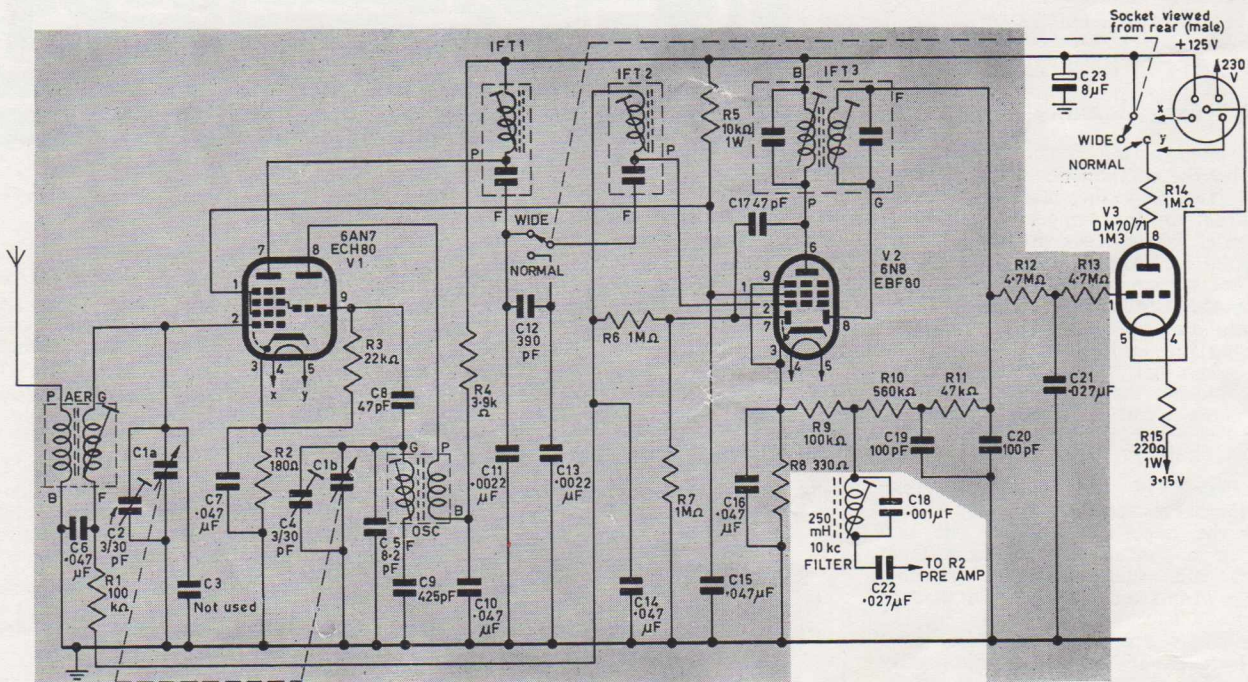 Socket viewed
from rear (male)
+125V
230
V
IFT1
IFT2
IFT3
B
F
C 23
8μF
R5
10kΩ
1W
WIDE
x
y
NORMAL
P
P
P
G
C17 47pF
R14
1MΩ
F
F
WIDE
NORMAL
7
8
6AN7
ECH80
V1
1
2
9
3
4
5
x
y
6
V2
6N8
EBF80
9
1
2
7
8
3
4
5
V3
DM70/71
1M3
8
1
5
4
R12
4·7MΩ
R13
4·7MΩ
C12
390
pF
R6 1MΩ
R3
22kΩ
C8
47pF
R4
3·9k
Ω
C21
·027μF
R10
560kΩ
R11
47kΩ
R9
100kΩ
C19
100pF
C20
100pF
R15
220Ω
1W
3·15V
P
AER
G
C1a
B
F
C2
3/30
pF
C6
·047
μF
R1
100
kΩ
C3
Not used
C7
·047
μF
R2
180Ω
C4
3/30
pF
C1b
G
P
B
OSC
F
C5
8·2
pF
C9
425pF
C10
·047
μF
C11
·0022
μF
C13
·0022
μF
C14
·047
μF
R7
1MΩ
C15
·047μF
C16
·047
μF
R8 330Ω
250
mH
10 kc
FILTER
C18
·001μF
C22
·027μF
TO R2
PRE AMP